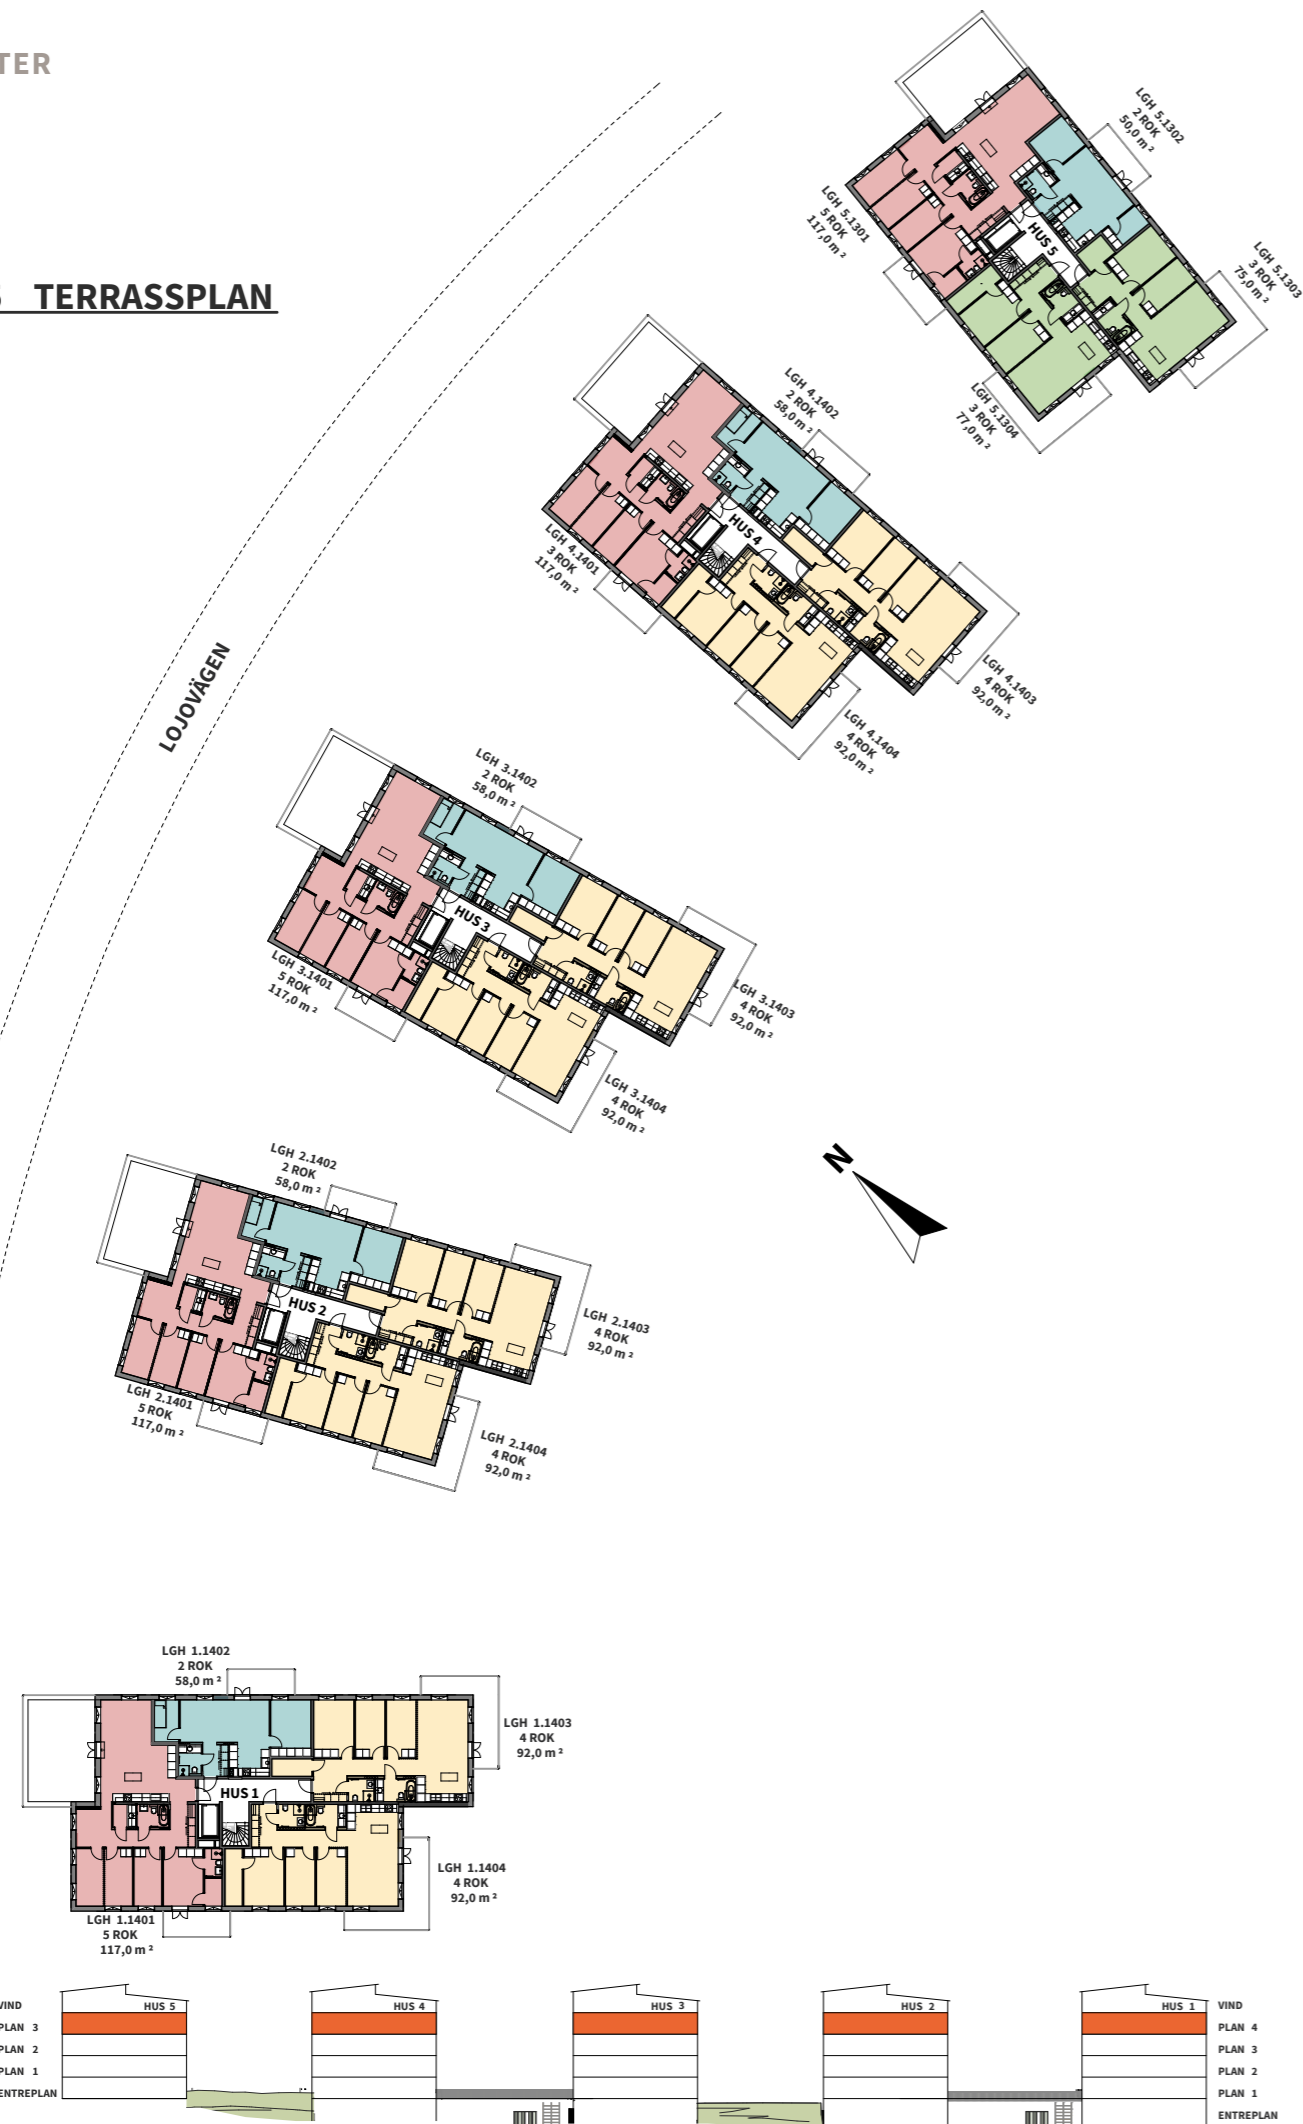 TER
TERRASSPLAN
LGH 5.1302
2 ROK
50,0 m²
LGH 5.1301
5 ROK
117,0 m²
HUS 5
LGH 5.1303
3 ROK
75,0 m²
LGH 5.1304
3 ROK
77,0 m²
LGH 4.1402
2 ROK
58,0 m²
HUS 4
LGH 4.1401
3 ROK
117,0 m²
LGH 4.1403
4 ROK
92,0 m²
LGH 4.1404
4 ROK
92,0 m²
LOJOVÄGEN
LGH 3.1402
2 ROK
58,0 m²
HUS 3
LGH 3.1401
5 ROK
117,0 m²
LGH 3.1403
4 ROK
92,0 m²
LGH 3.1404
4 ROK
92,0 m²
N
LGH 2.1402
2 ROK
58,0 m²
HUS 2
LGH 2.1403
4 ROK
92,0 m²
LGH 2.1401
5 ROK
117,0 m²
LGH 2.1404
4 ROK
92,0 m²
LGH 1.1402
2 ROK
58,0 m²
LGH 1.1403
4 ROK
92,0 m²
HUS 1
LGH 1.1404
4 ROK
92,0 m²
LGH 1.1401
5 ROK
117,0 m²
VIND HUS 5 HUS 4 HUS 3 HUS 2 HUS 1 VIND
PLAN 3 PLAN 4
PLAN 2 PLAN 3
PLAN 1 PLAN 2
ENTREPLAN PLAN 1
ENTREPLAN